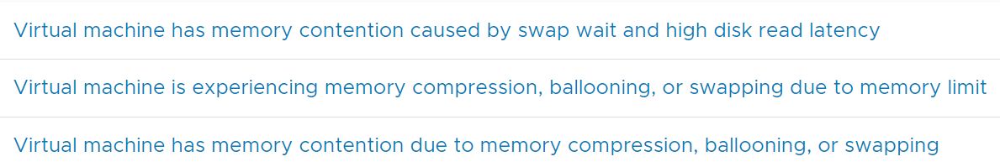 Virtual machine has memory contention caused by swap wait and high disk read latency
Virtual machine is experiencing memory compression, ballooning, or swapping due to memory limit
Virtual machine has memory contention due to memory compression, ballooning, or swapping